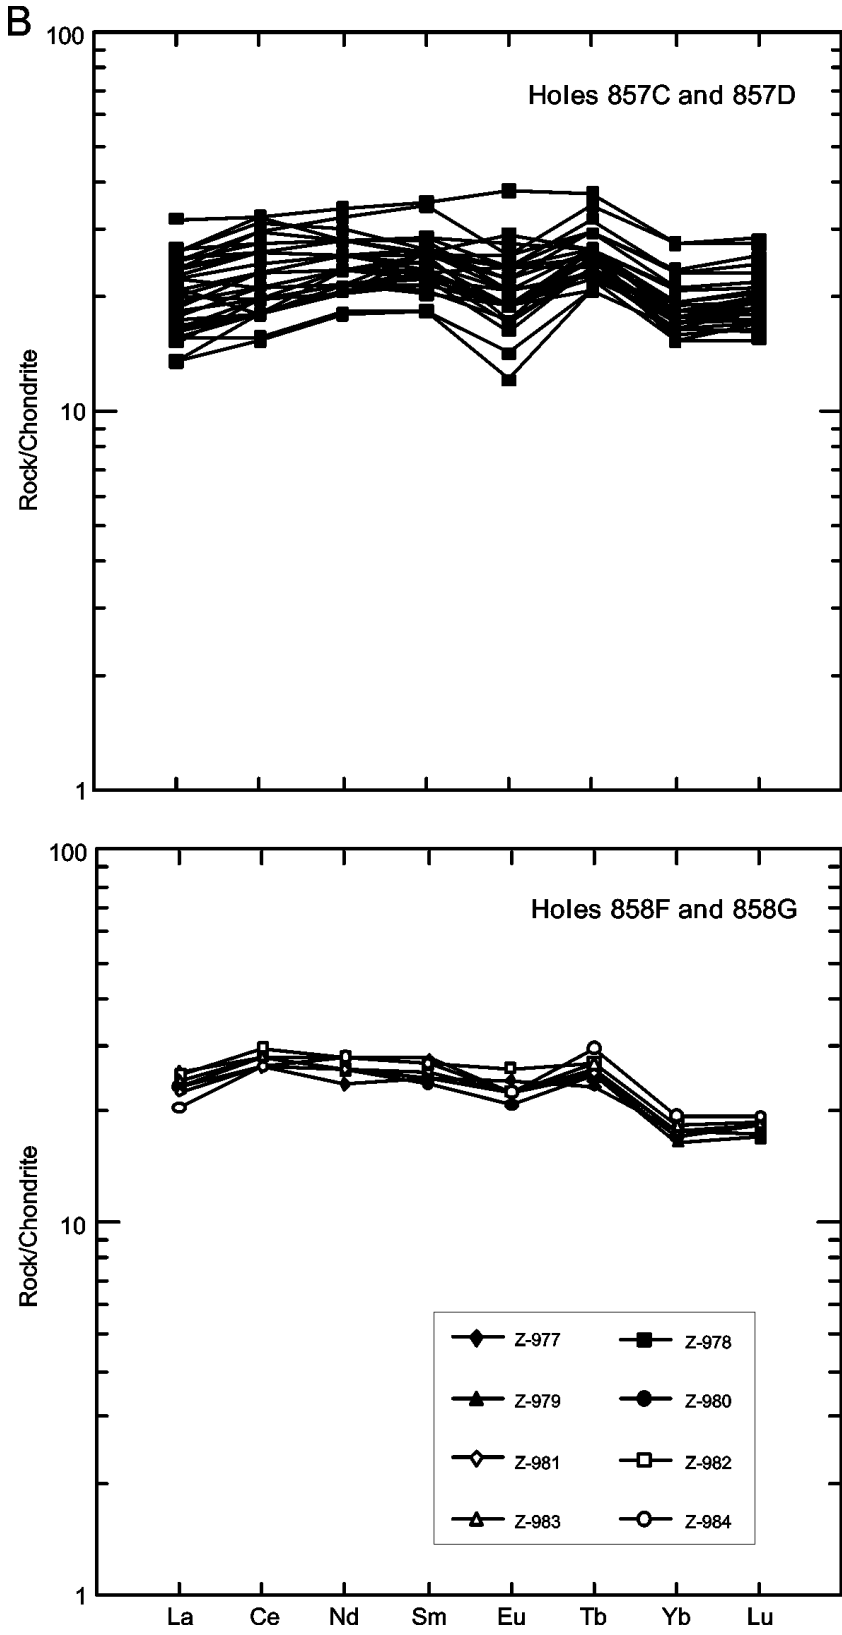 B
100
Holes 857C and 857D
10
Rock/Chondrite
1
100
Holes 858F and 858G
10
Rock/Chondrite
Z-977 Z-978
Z-979 Z-980
Z-981 Z-982
Z-983 Z-984
1
La Ce Nd Sm Eu Tb Yb Lu